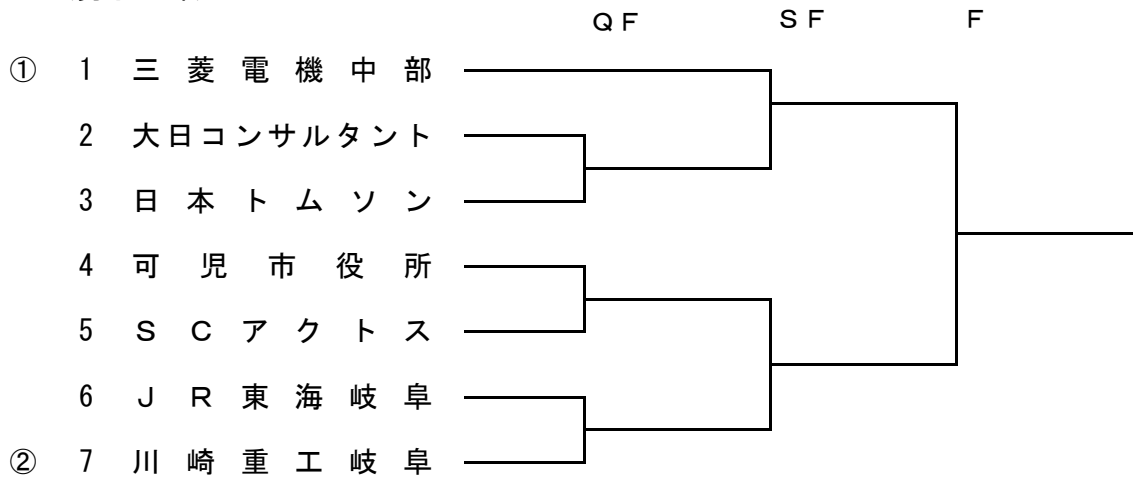 QF SF F
① 1 三菱電機中部
2 大日コンサルタント
3 日本トムソン
4 可児市役所
5 SCアクトス
6 JR東海岐阜
② 7 川崎重工岐阜